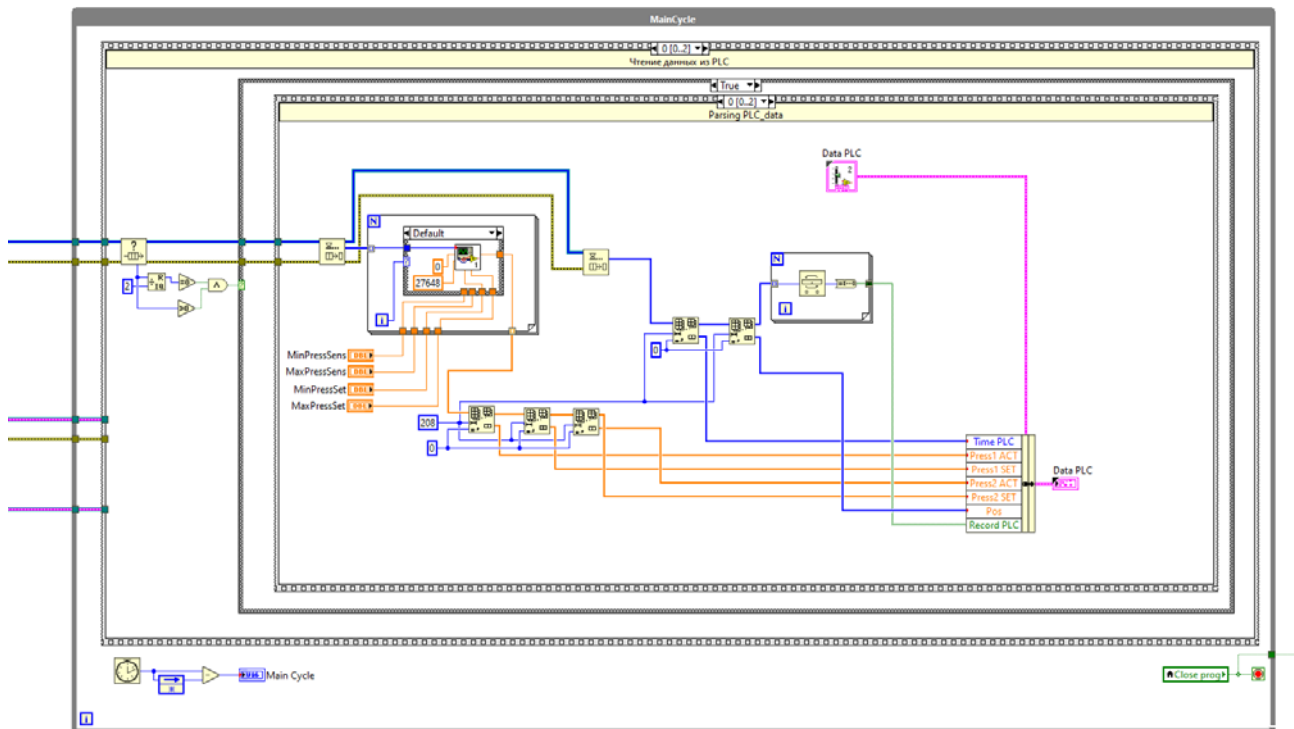 MainCycle
0 [0..2]
Чтение данных из PLC
True
0 [0..2]
Parsing PLC_data
Data PLC
N
Default
0
27648
i
N
i
2
MinPressSens
MaxPressSens
MinPressSet
MaxPressSet
0
208
0
Time PLC
Press1 ACT
Press1 SET
Press2 ACT
Press2 SET
Pos
Record PLC
Data PLC
Main Cycle
Close prog
i